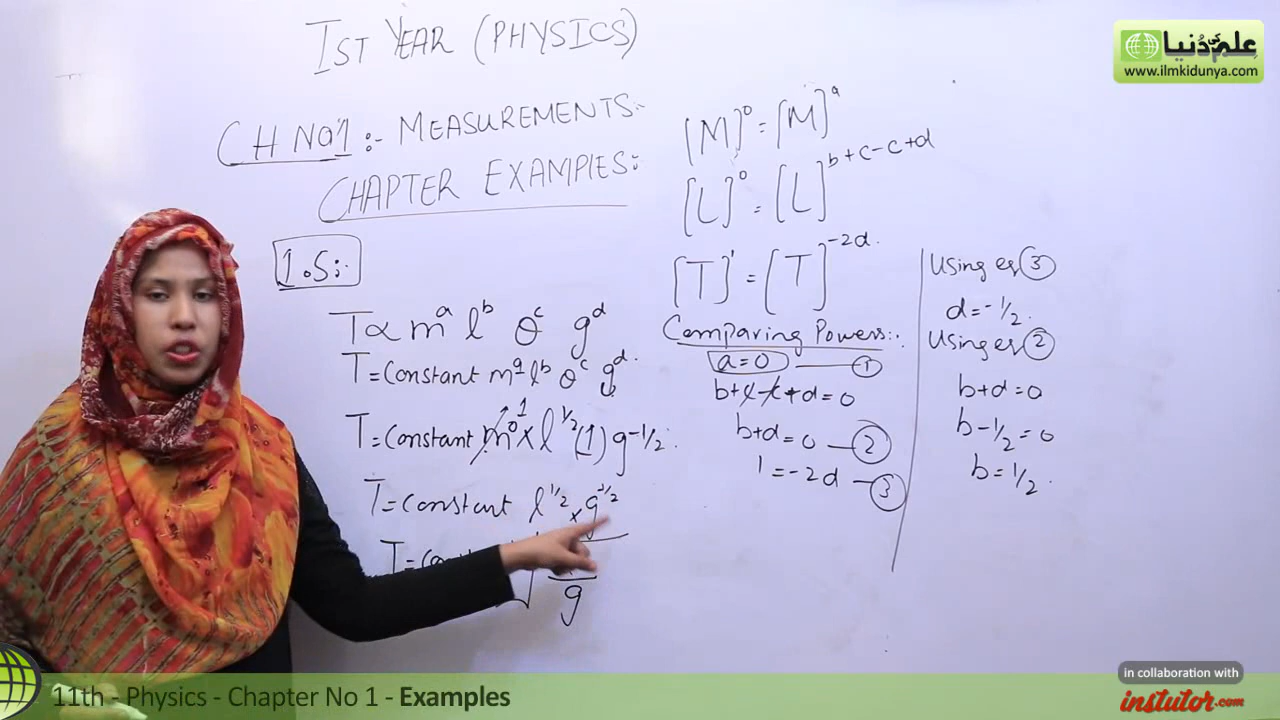 1ST YEAR (PHYSICS)
CH NO1:- MEASUREMENTS:-
CHAPTER EXAMPLES:-
1.5:-
T∝ m^a l^b θ^c g^d
T=Constant m^a l^b θ^c g^d.
T=Constant m^0 1 × l^1/2 (1) g^-1/2.
T=Constant l^1/2 × g^-1/2
T=
g
[M]^0 = [M]^a
[L]^0 = [L]^b+c-c+d
[T]^1 = [T]^-2d.
Comparing Powers:-
a=0 — 1
b+c-c+d=0
b+d=0 — 2
1=-2d — 3
Using eq 3
d=-1/2.
Using eq 2
b+d=0
b-1/2=0
b=1/2.
علم کی دُنیا
www.ilmkidunya.com
11th - Physics - Chapter No 1 - Examples
in collaboration with
instutor.com